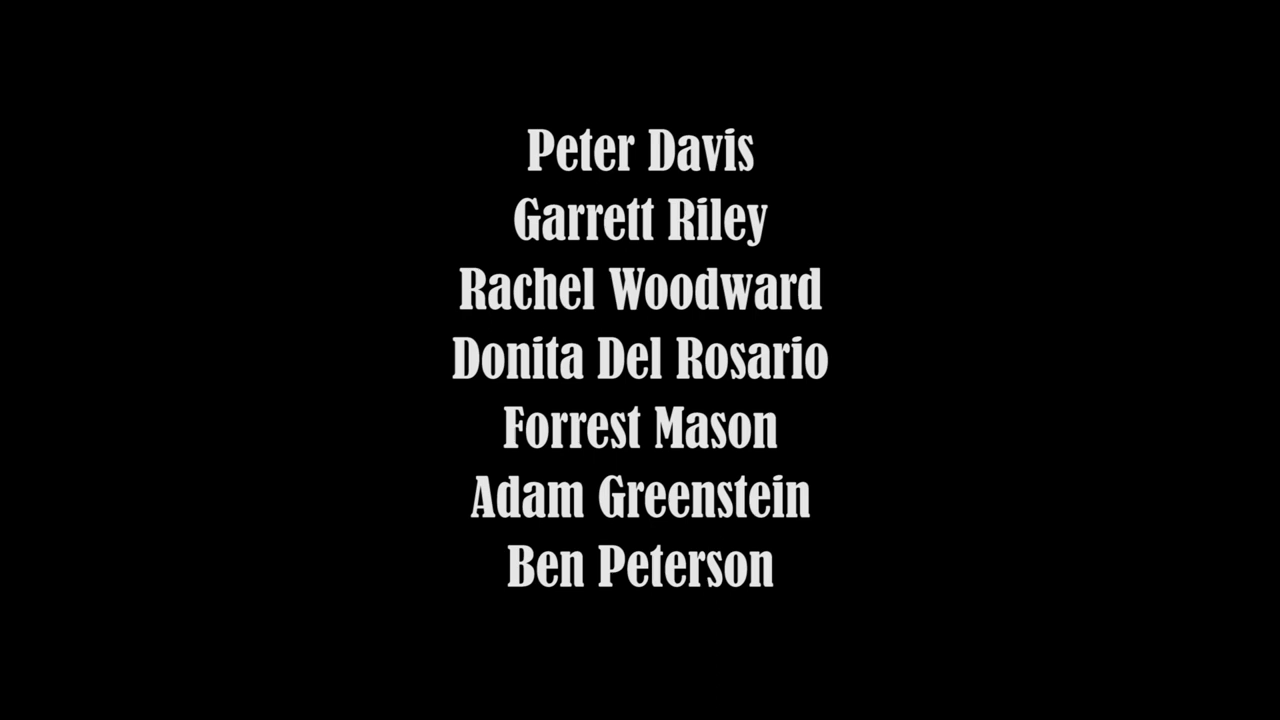 Peter Davis
Garrett Riley
Rachel Woodward
Donita Del Rosario
Forrest Mason
Adam Greenstein
Ben Peterson